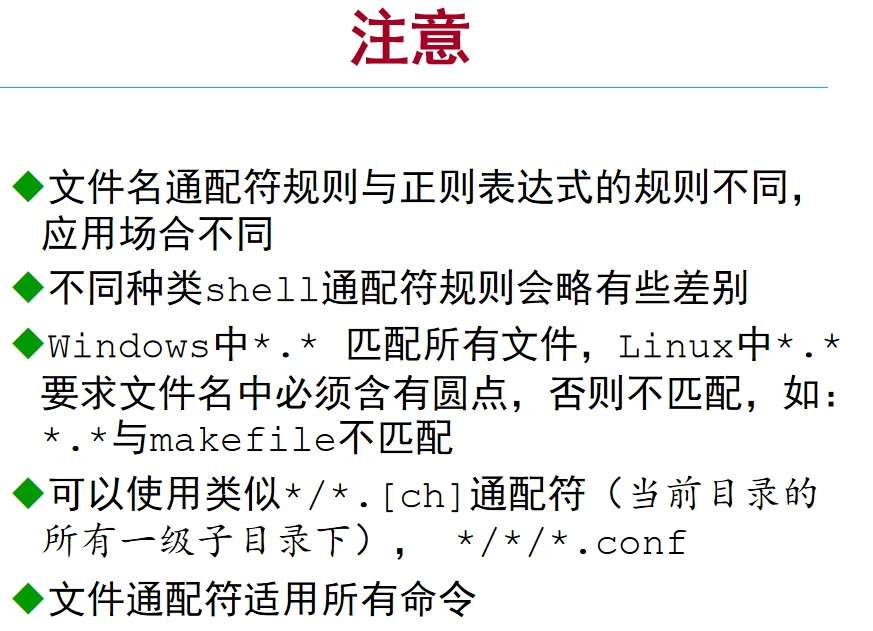 注意
◆文件名通配符规则与正则表达式的规则不同,
应用场合不同
◆不同种类shell通配符规则会略有些差别
◆Windows中*.* 匹配所有文件，Linux中*.*
要求文件名中必须含有圆点，否则不匹配，如：
*.*与makefile不匹配
◆可以使用类似*/*.[ch]通配符（当前目录的
所有一级子目录下）， */*/*.conf
◆文件通配符适用所有命令